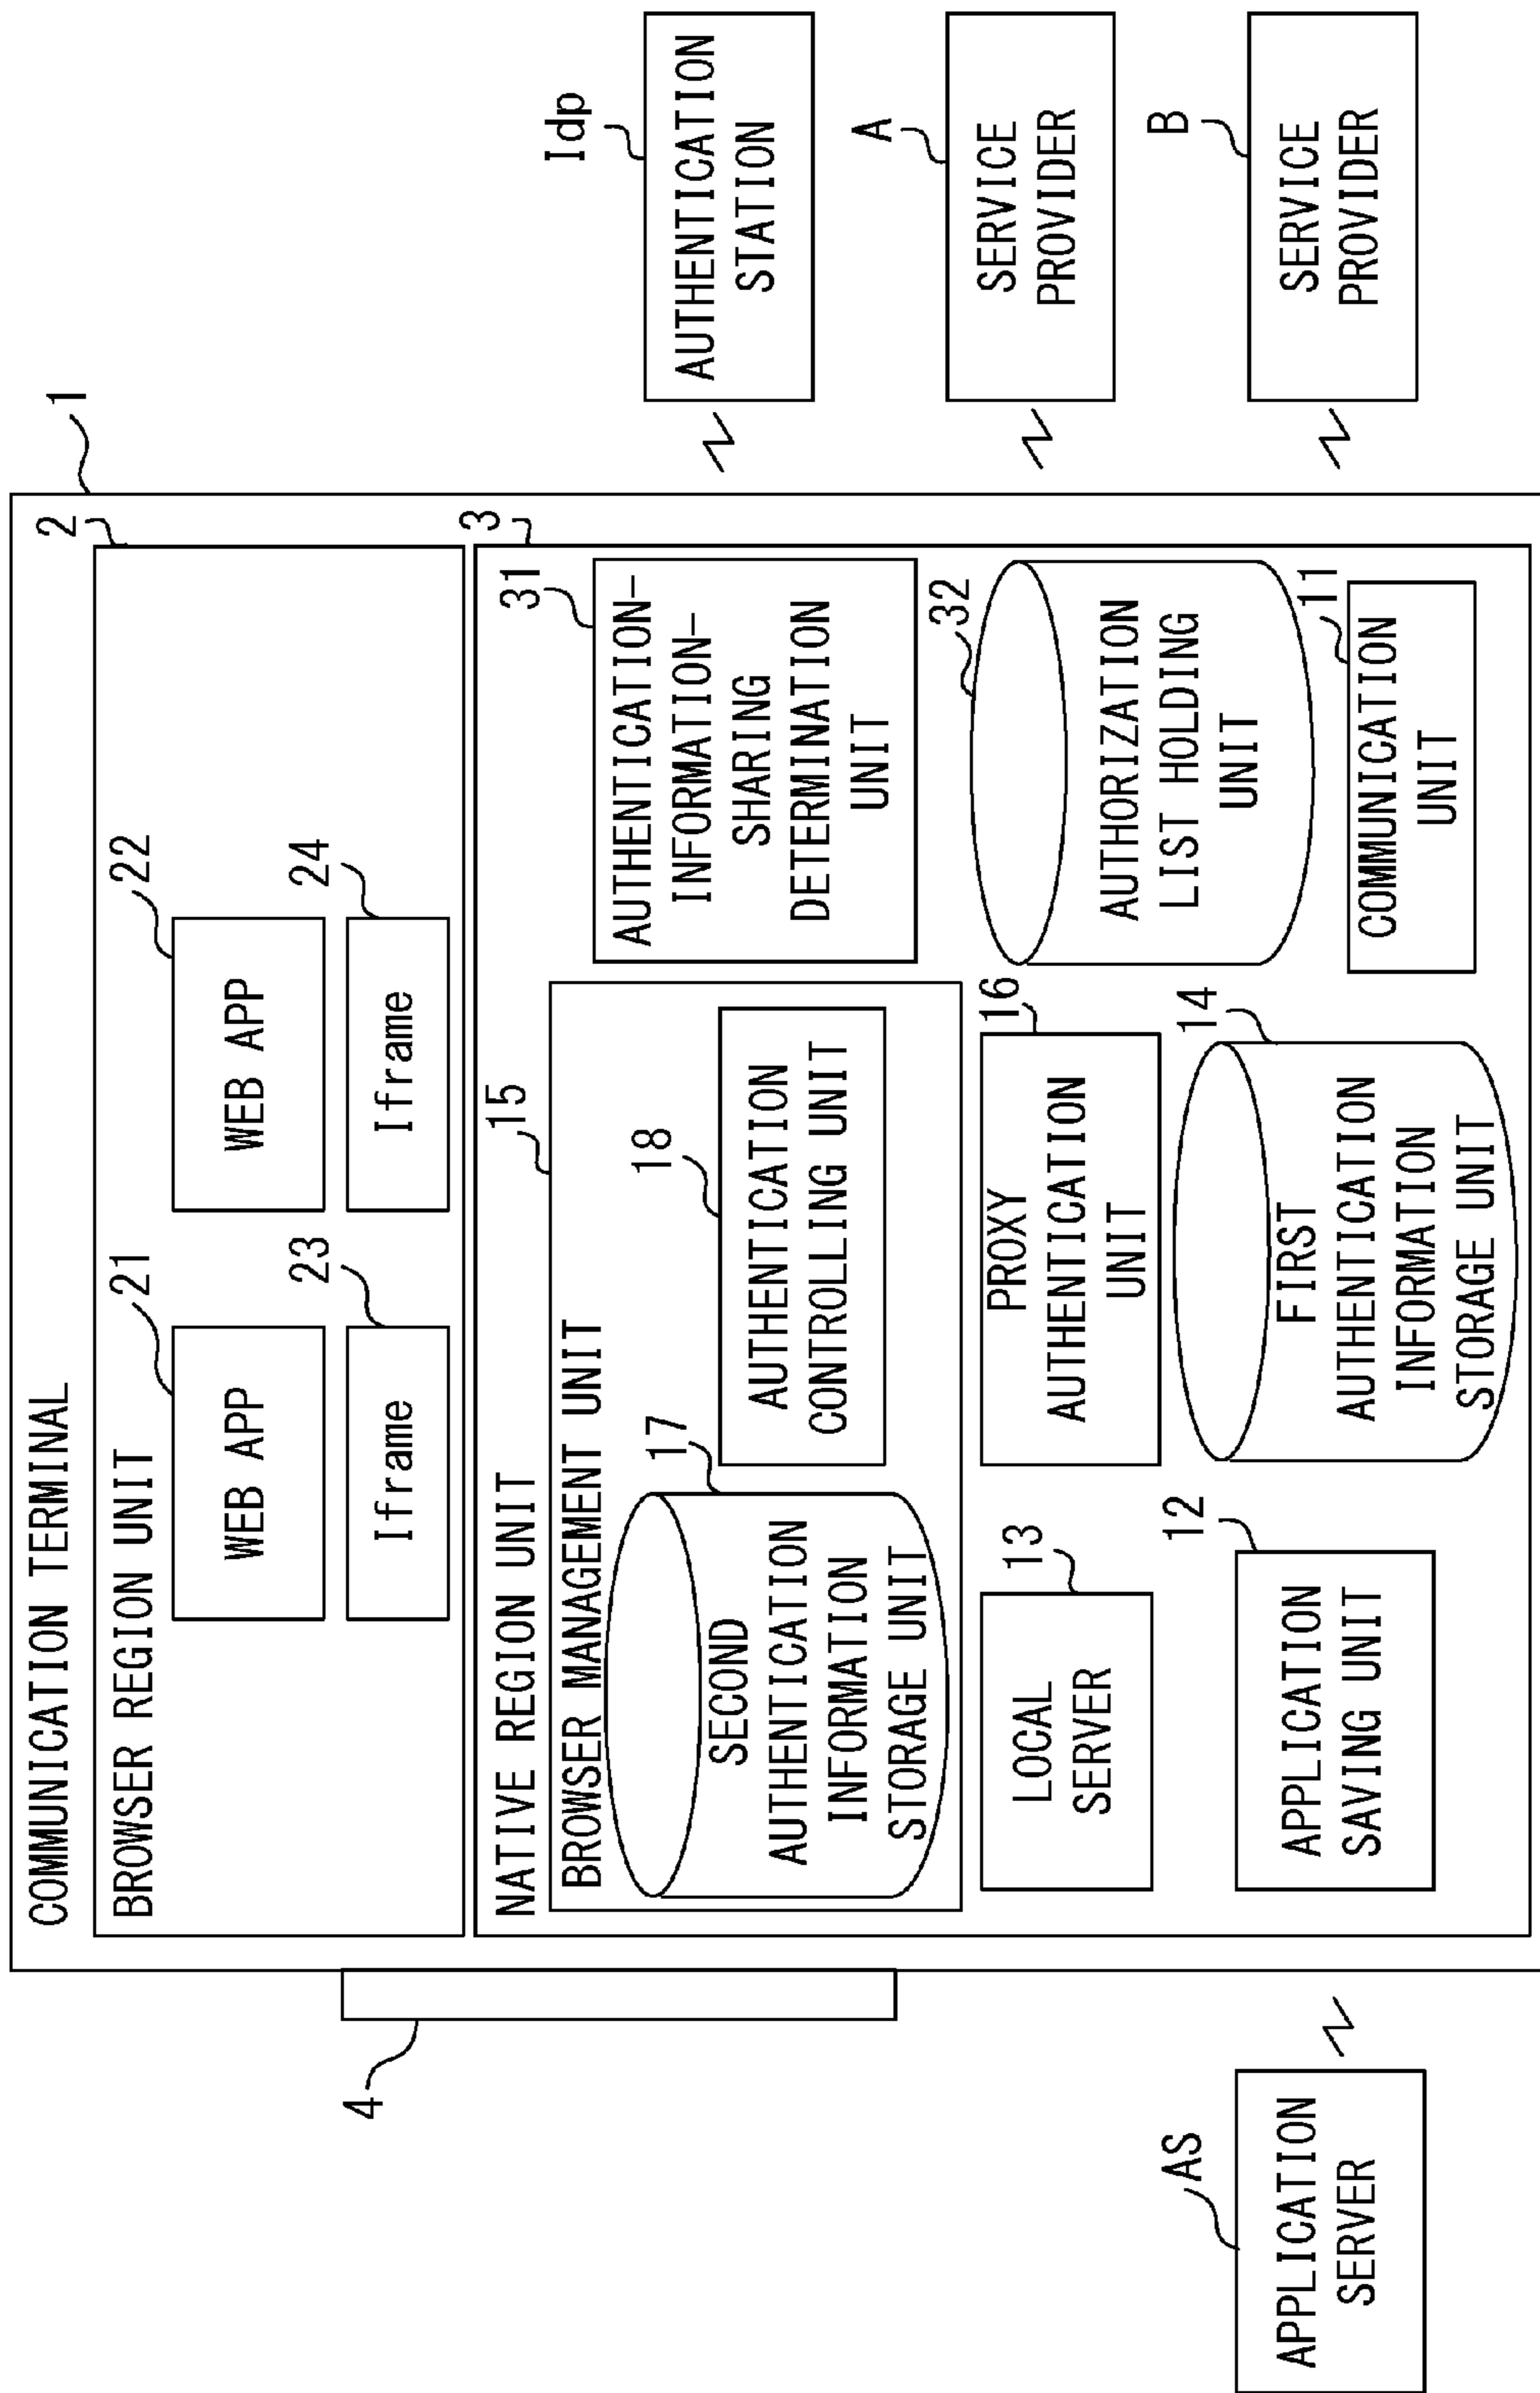 COMMUNICATION TERMINAL
1
BROWSER REGION UNIT
2
21
22
WEB APP
WEB APP
23
24
Iframe
Iframe
NATIVE REGION UNIT
3
BROWSER MANAGEMENT UNIT
15
17
SECOND
AUTHENTICATION
INFORMATION
STORAGE UNIT
18
AUTHENTICATION
CONTROLLING UNIT
31
AUTHENTICATION-
INFORMATION-
SHARING
DETERMINATION
UNIT
13
LOCAL
SERVER
16
PROXY
AUTHENTICATION
UNIT
32
AUTHORIZATION
LIST HOLDING
UNIT
12
APPLICATION
SAVING UNIT
14
FIRST
AUTHENTICATION
INFORMATION
STORAGE UNIT
11
COMMUNICATION
UNIT
4
AS
APPLICATION
SERVER
Idp
AUTHENTICATION
STATION
A
SERVICE
PROVIDER
B
SERVICE
PROVIDER